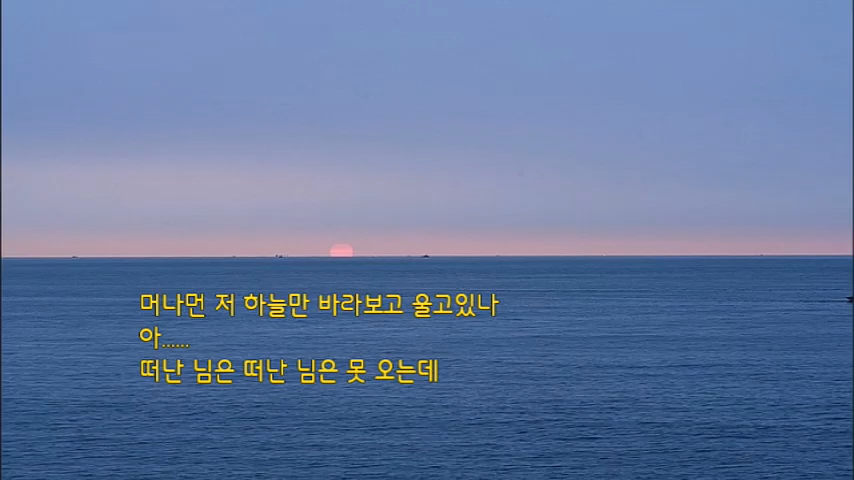 머나먼 저 하늘만 바라보고 울고있나
아......
떠난 님은 떠난 님은 못 오는데